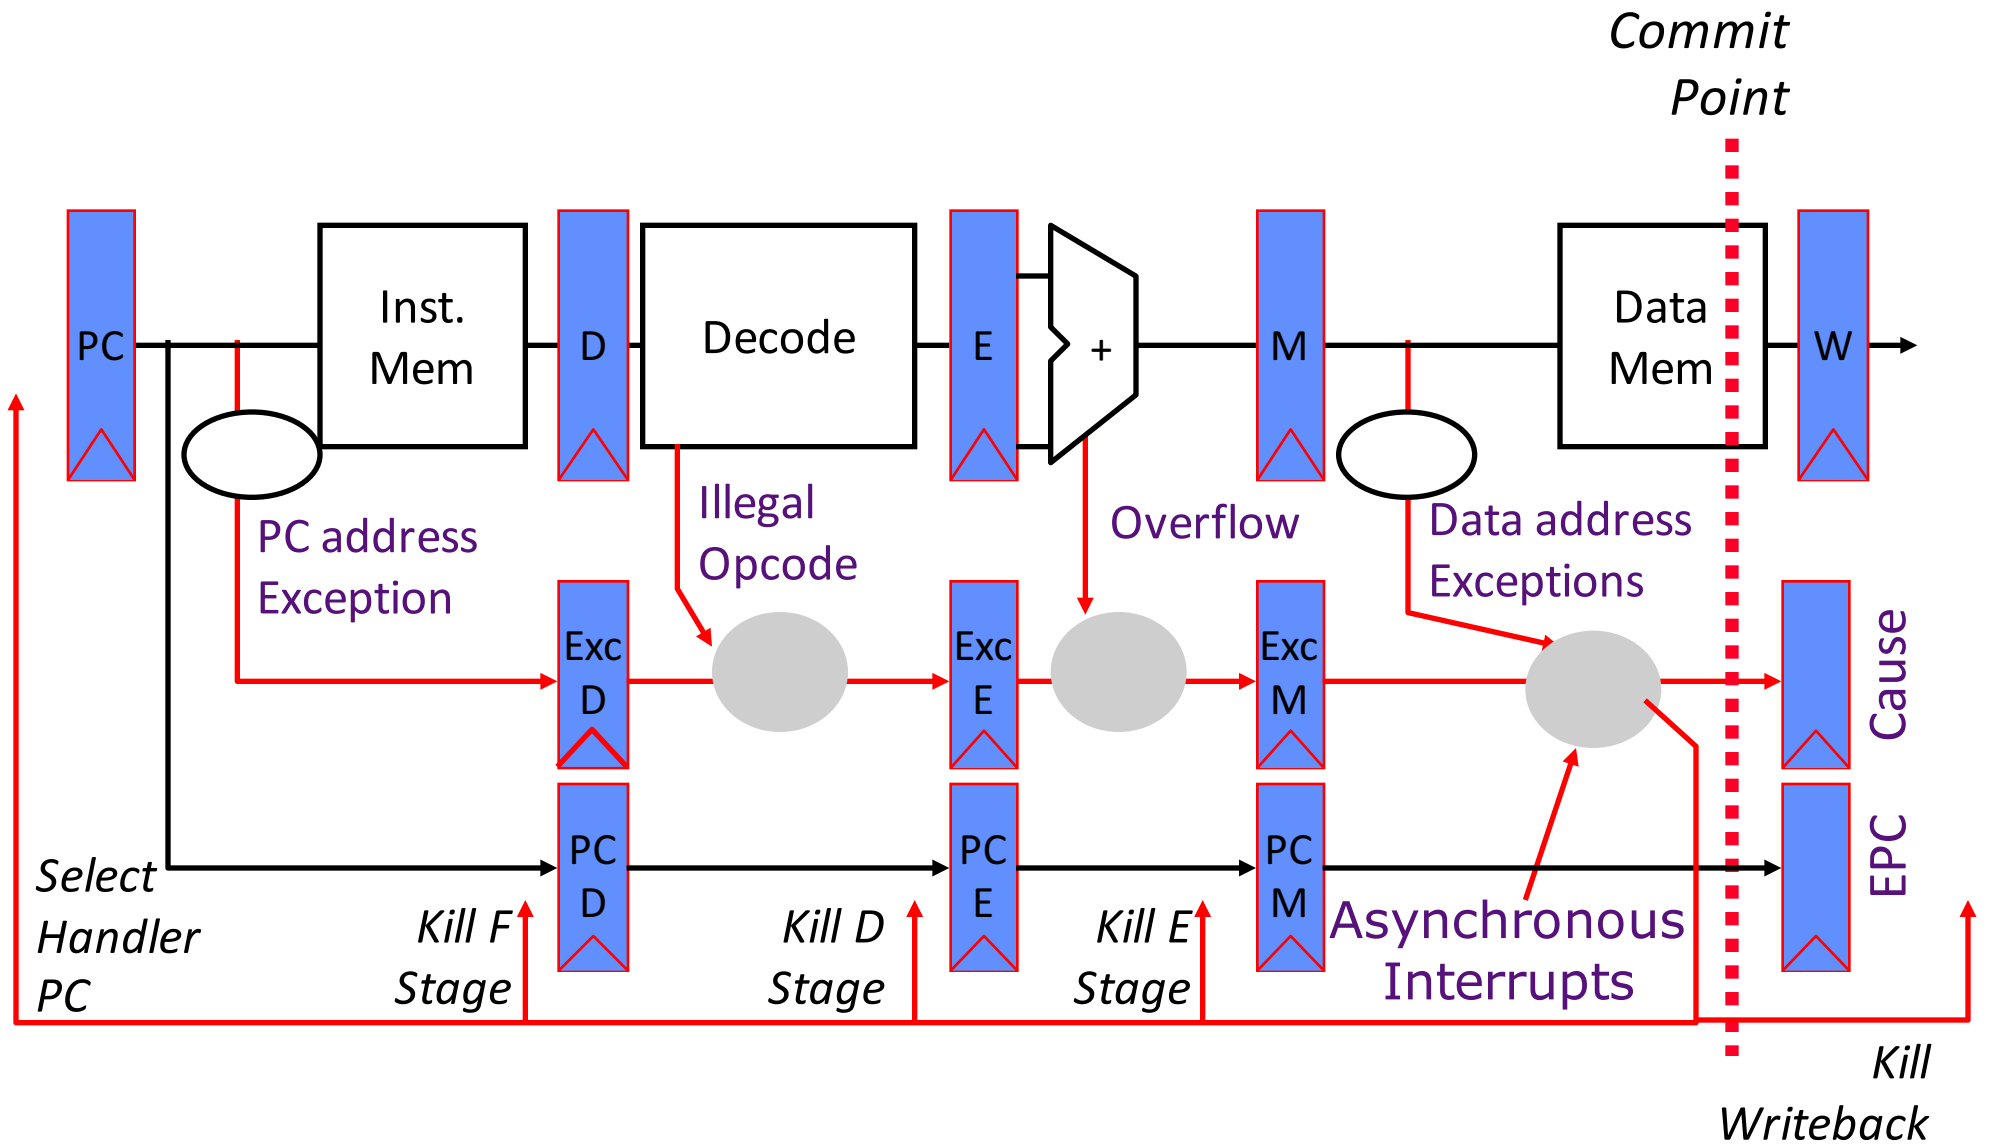 Commit
Point
PC
Inst.
Mem
D
Decode
E
+
M
Data
Mem
W
PC address
Exception
Illegal
Opcode
Overflow
Data address
Exceptions
Exc
D
Exc
E
Exc
M
Cause
PC
D
PC
E
PC
M
EPC
Select
Handler
PC
Kill F
Stage
Kill D
Stage
Kill E
Stage
Asynchronous
Interrupts
Kill
Writeback